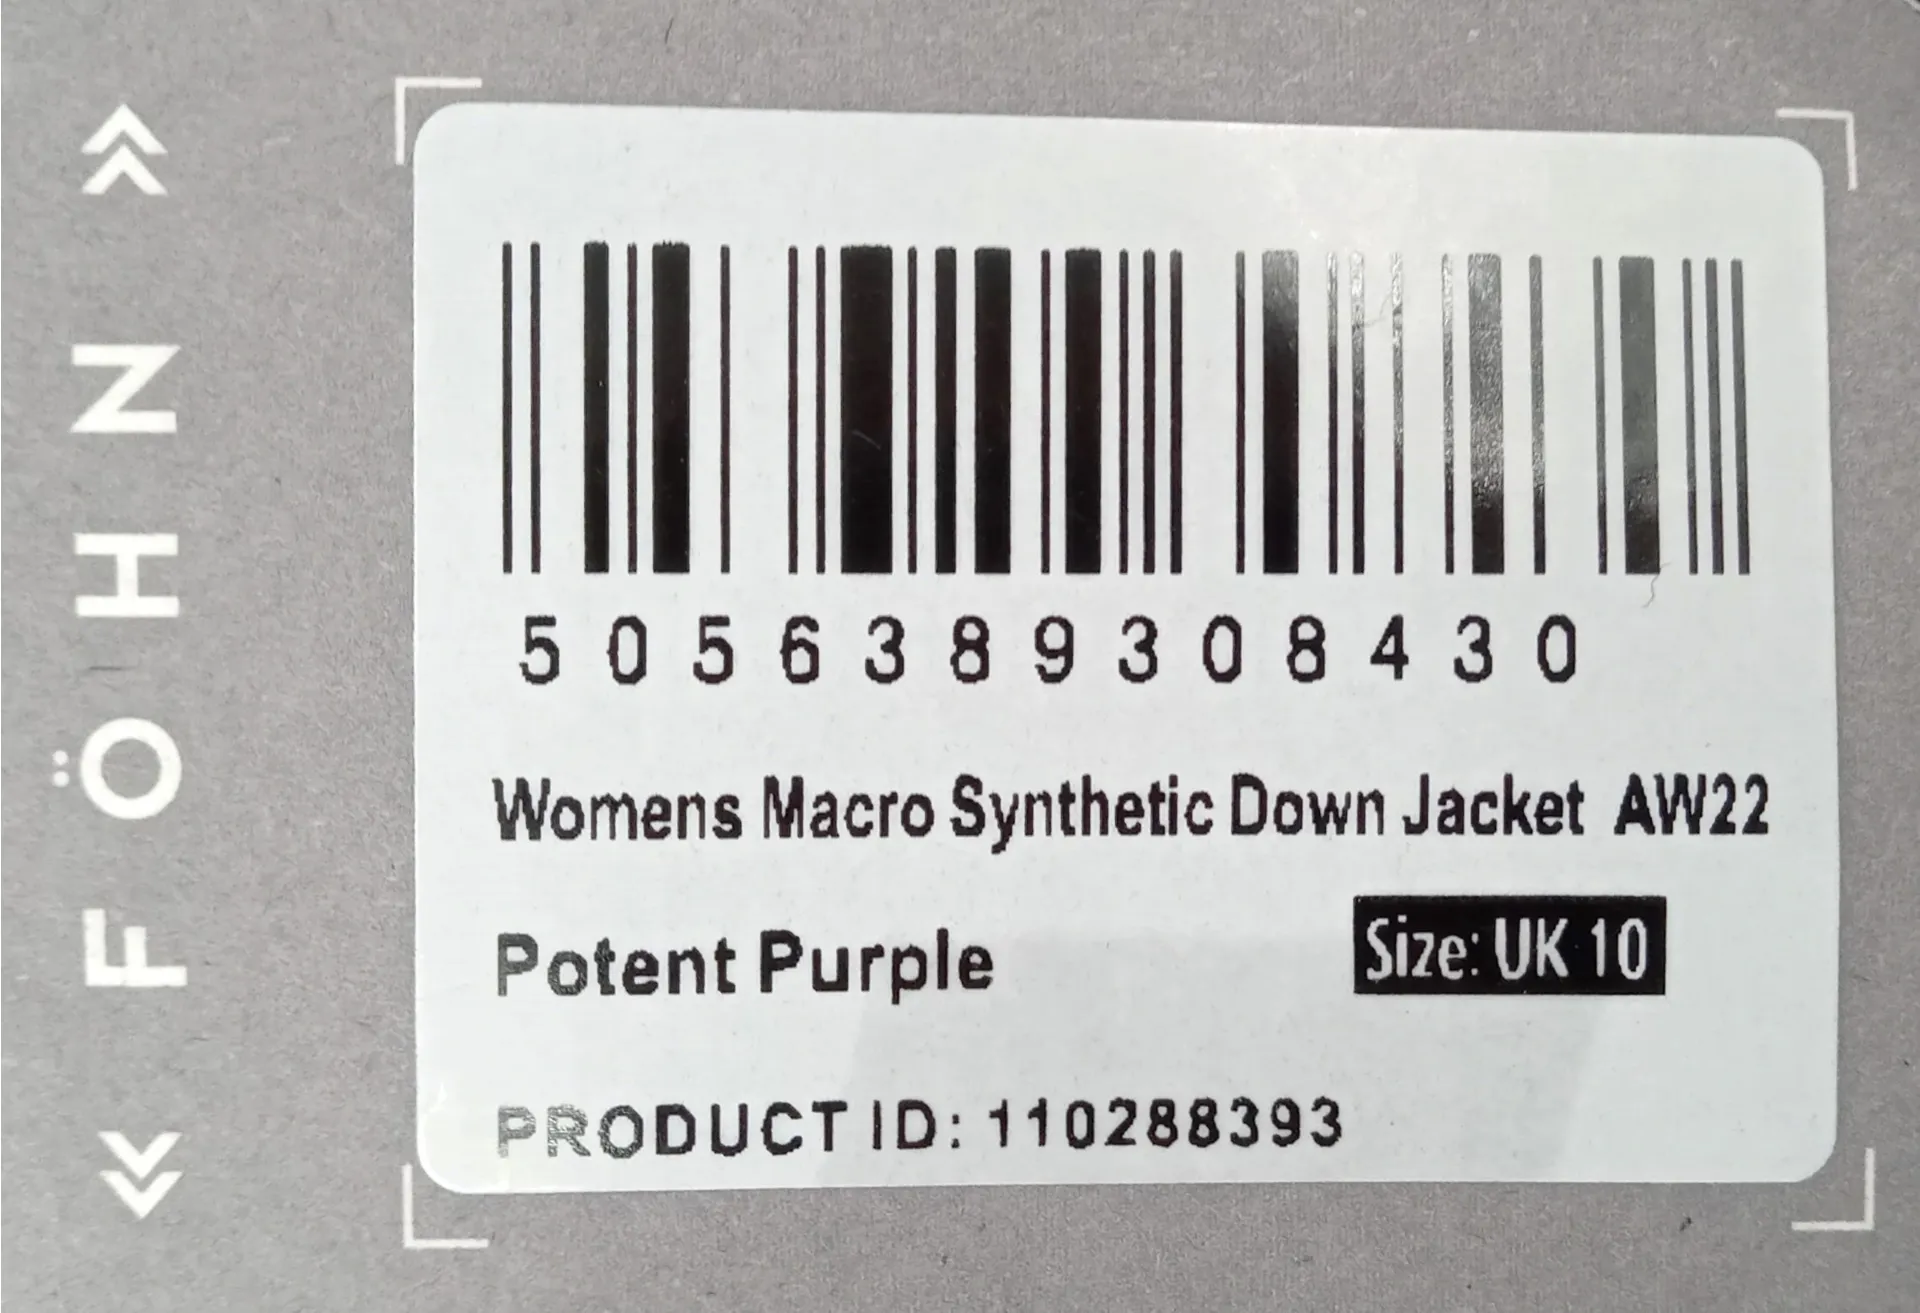 FÖHN
5056389308430
Womens Macro Synthetic Down Jacket AW22
Potent Purple
Size: UK 10
PRODUCT ID: 110288393